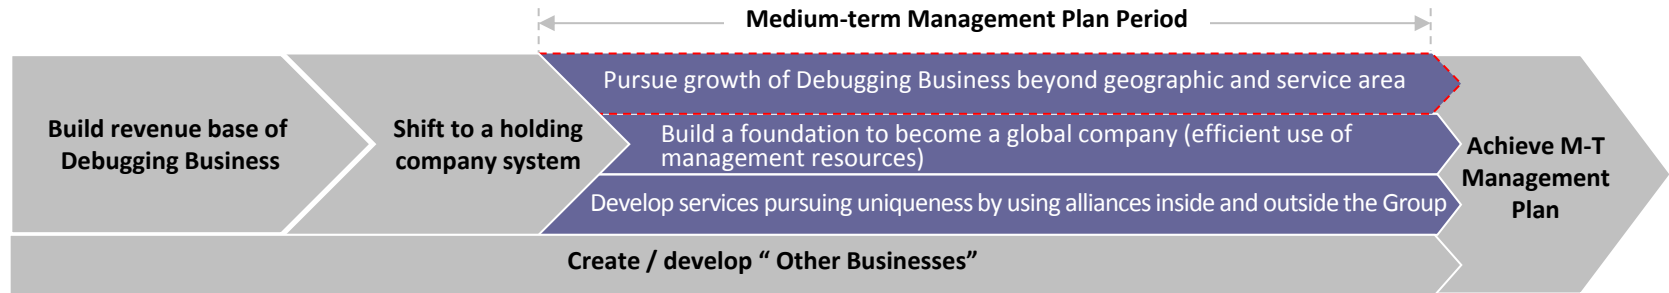 Medium-term Management Plan Period
Build revenue base of
Debugging Business
Shift to a holding
company system
Pursue growth of Debugging Business beyond geographic and service area
Build a foundation to become a global company (efficient use of
management resources)
Develop services pursuing uniqueness by using alliances inside and outside the Group
Achieve M-T
Management
Plan
Create / develop “ Other Businesses”